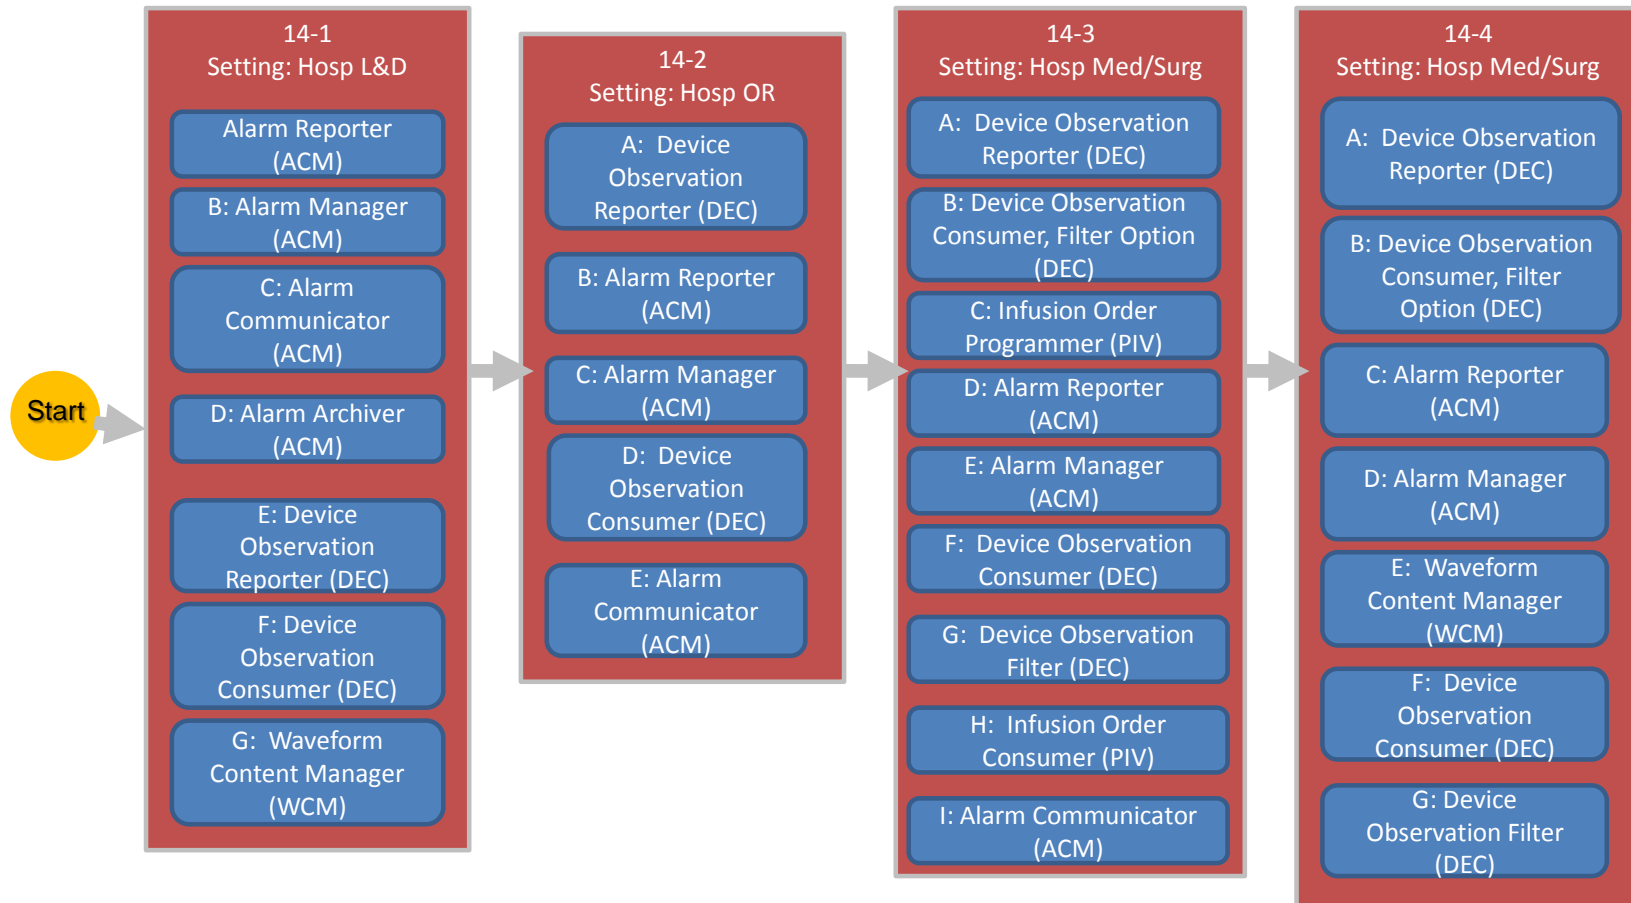 Start
14-1
Setting: Hosp L&D
Alarm Reporter
(ACM)
B: Alarm Manager
(ACM)
C: Alarm
Communicator
(ACM)
D: Alarm Archiver
(ACM)
E: Device
Observation
Reporter (DEC)
F: Device
Observation
Consumer (DEC)
G: Waveform
Content Manager
(WCM)
14-2
Setting: Hosp OR
A: Device
Observation
Reporter (DEC)
B: Alarm Reporter
(ACM)
C: Alarm Manager
(ACM)
D: Device
Observation
Consumer (DEC)
E: Alarm
Communicator
(ACM)
14-3
Setting: Hosp Med/Surg
A: Device Observation
Reporter (DEC)
B: Device Observation
Consumer, Filter Option
(DEC)
C: Infusion Order
Programmer (PIV)
D: Alarm Reporter
(ACM)
E: Alarm Manager
(ACM)
F: Device Observation
Consumer (DEC)
G: Device Observation
Filter (DEC)
H: Infusion Order
Consumer (PIV)
I: Alarm Communicator
(ACM)
14-4
Setting: Hosp Med/Surg
A: Device Observation
Reporter (DEC)
B: Device Observation
Consumer, Filter
Option (DEC)
C: Alarm Reporter
(ACM)
D: Alarm Manager
(ACM)
E: Waveform
Content Manager
(WCM)
F: Device
Observation
Consumer (DEC)
G: Device
Observation Filter
(DEC)